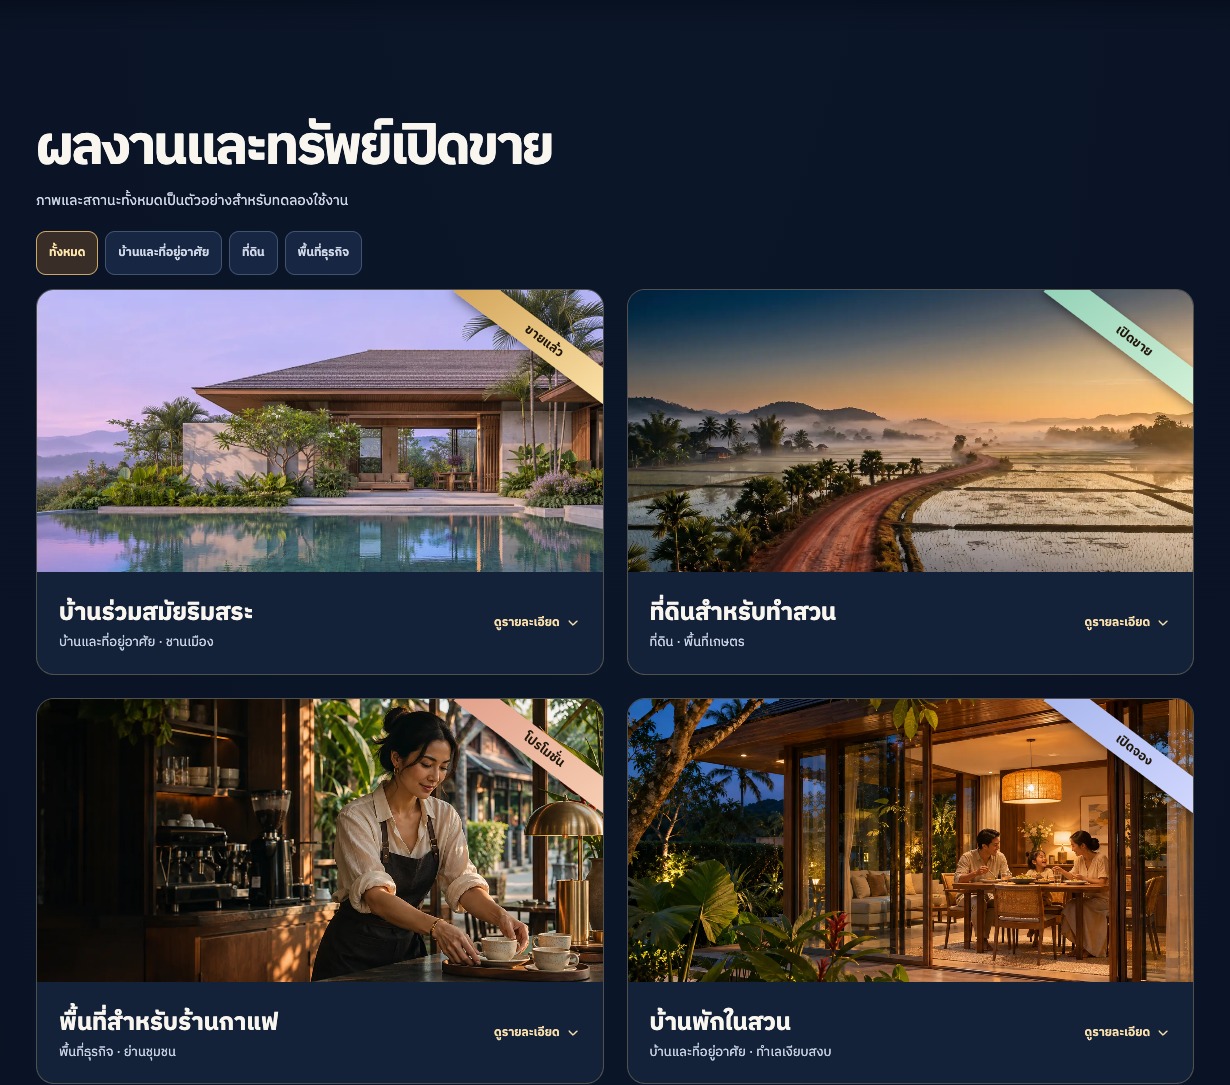 ผลงานและทรัพย์เปิดขาย
ภาพและสถานะทั้งหมดเป็นตัวอย่างสำหรับทดลองใช้งาน
ทั้งหมด
บ้านและที่อยู่อาศัย
ที่ดิน
พื้นที่ธุรกิจ
ขายแล้ว
บ้านร่วมสมัยริมสระ
บ้านและที่อยู่อาศัย · ชานเมือง
ดูรายละเอียด
เปิดขาย
ที่ดินสำหรับทำสวน
ที่ดิน · พื้นที่เกษตร
ดูรายละเอียด
โปรโมชั่น
พื้นที่สำหรับร้านกาแฟ
พื้นที่ธุรกิจ · ย่านชุมชน
ดูรายละเอียด
เปิดจอง
บ้านพักในสวน
บ้านและที่อยู่อาศัย · ทำเลเงียบสงบ
ดูรายละเอียด